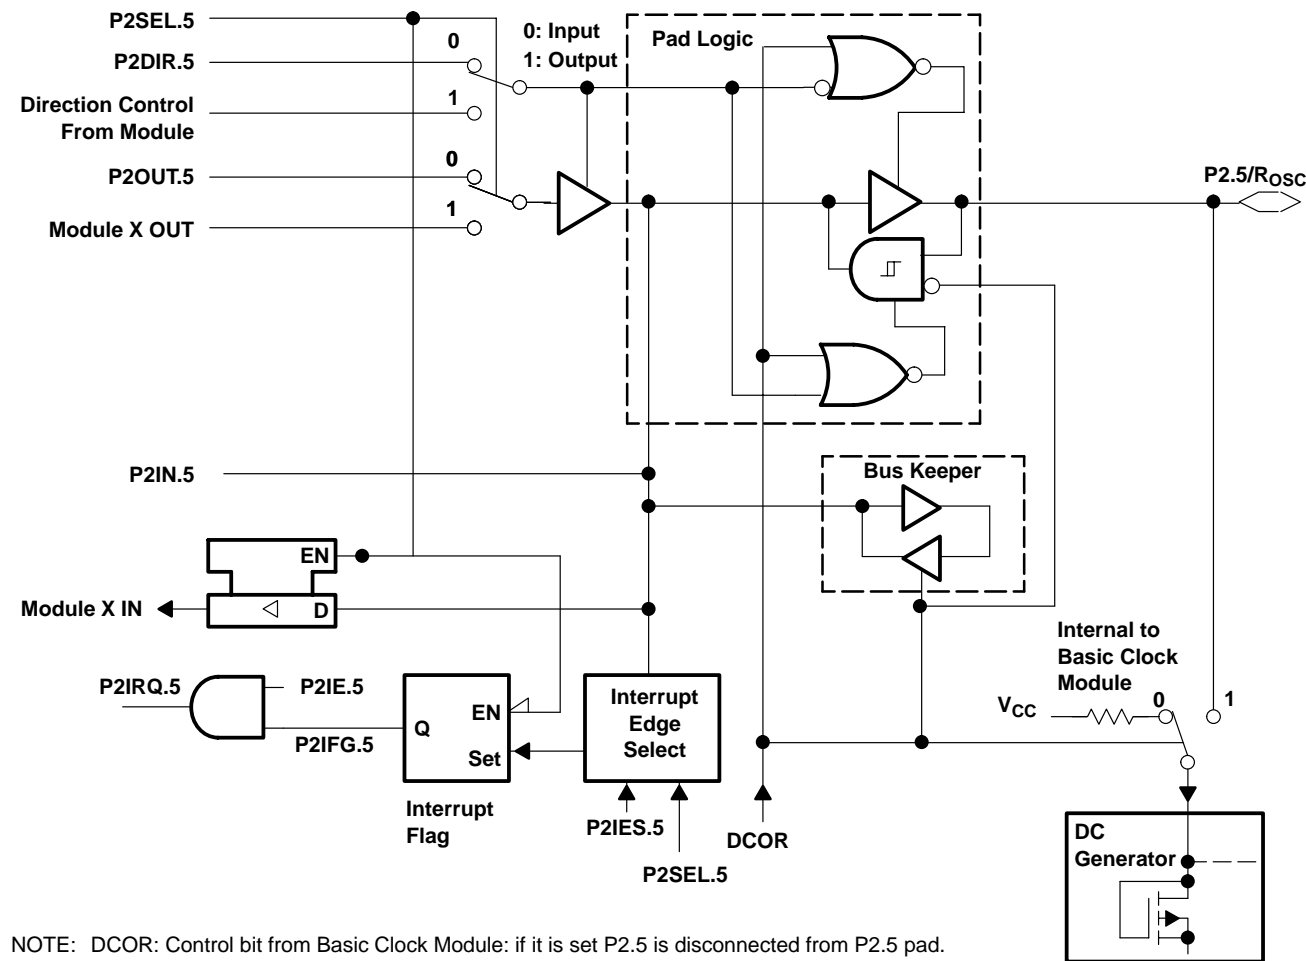 P2SEL.5
0: Input
1: Output
Pad Logic
0
P2DIR.5
1
Direction Control
From Module
0
P2OUT.5
P2.5/ROSC
1
Module X OUT
P2IN.5
Bus Keeper
EN
Module X IN
D
Internal to
Basic Clock
Module
0
1
VCC
P2IRQ.5
P2IE.5
P2IFG.5
Q
EN
Set
Interrupt
Edge
Select
Interrupt
Flag
P2IES.5
P2SEL.5
DCOR
DC
Generator
NOTE: DCOR: Control bit from Basic Clock Module: if it is set P2.5 is disconnected from P2.5 pad.